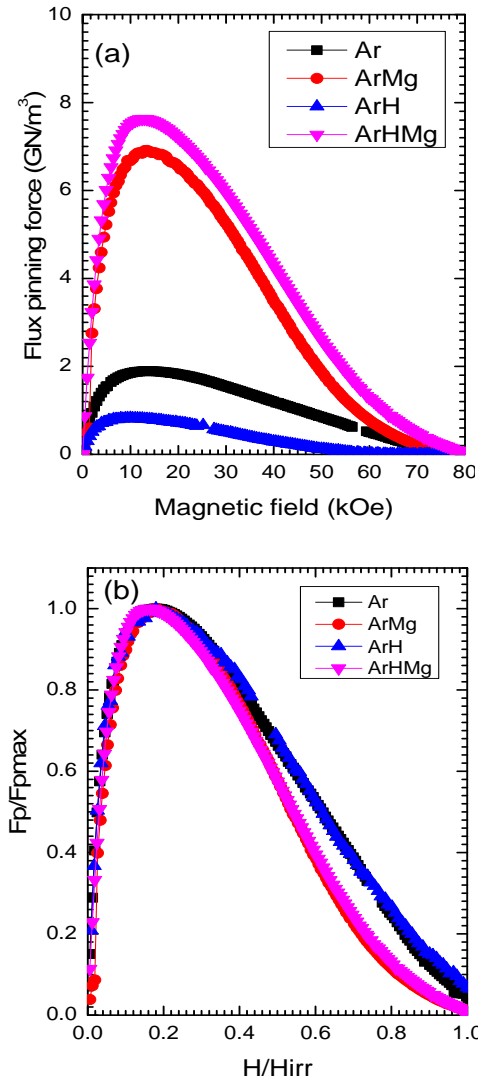 (a)
Ar
ArMg
ArH
ArHMg
Flux pinning force (GN/m³)
10
8
6
4
2
0
0 10 20 30 40 50 60 70 80
Magnetic field (kOe)
(b)
Ar
ArMg
ArH
ArHMg
Fp/Fpmax
1.0
0.8
0.6
0.4
0.2
0.0
0.0 0.2 0.4 0.6 0.8 1.0
H/Hirr